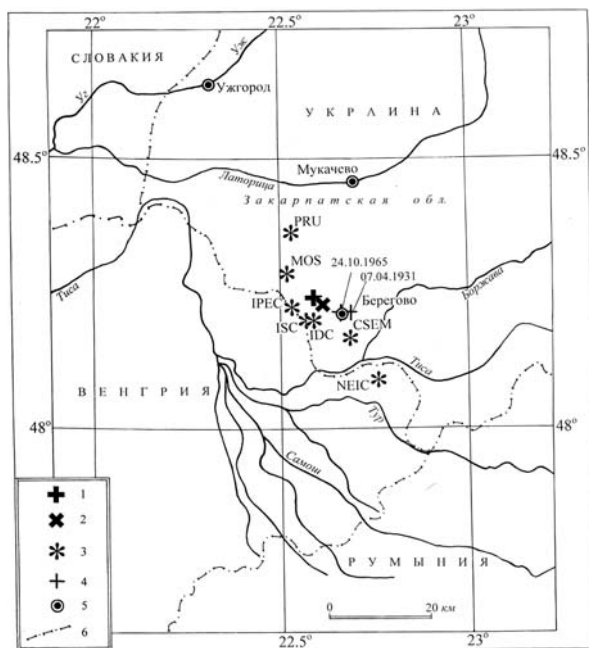 22° 22.5° 23°
48°
СЛОВАКИЯ
Уж
Уг
Ужгород
УКРАИНА
48.5° 48.5°
Мукачево
Латорица
Закарпатская обл.
PRU
24.10.1965
MOS
07.04.1931
Боржава
Тиса
IPEC
Берегово
ISC
IDC
CSEM
Тиса
NEIC
ВЕНГРИЯ
Тур
48° 48°
Самош
1
2
3
РУМЫНИЯ
4
5
0 20 км
6
22.5° 23°